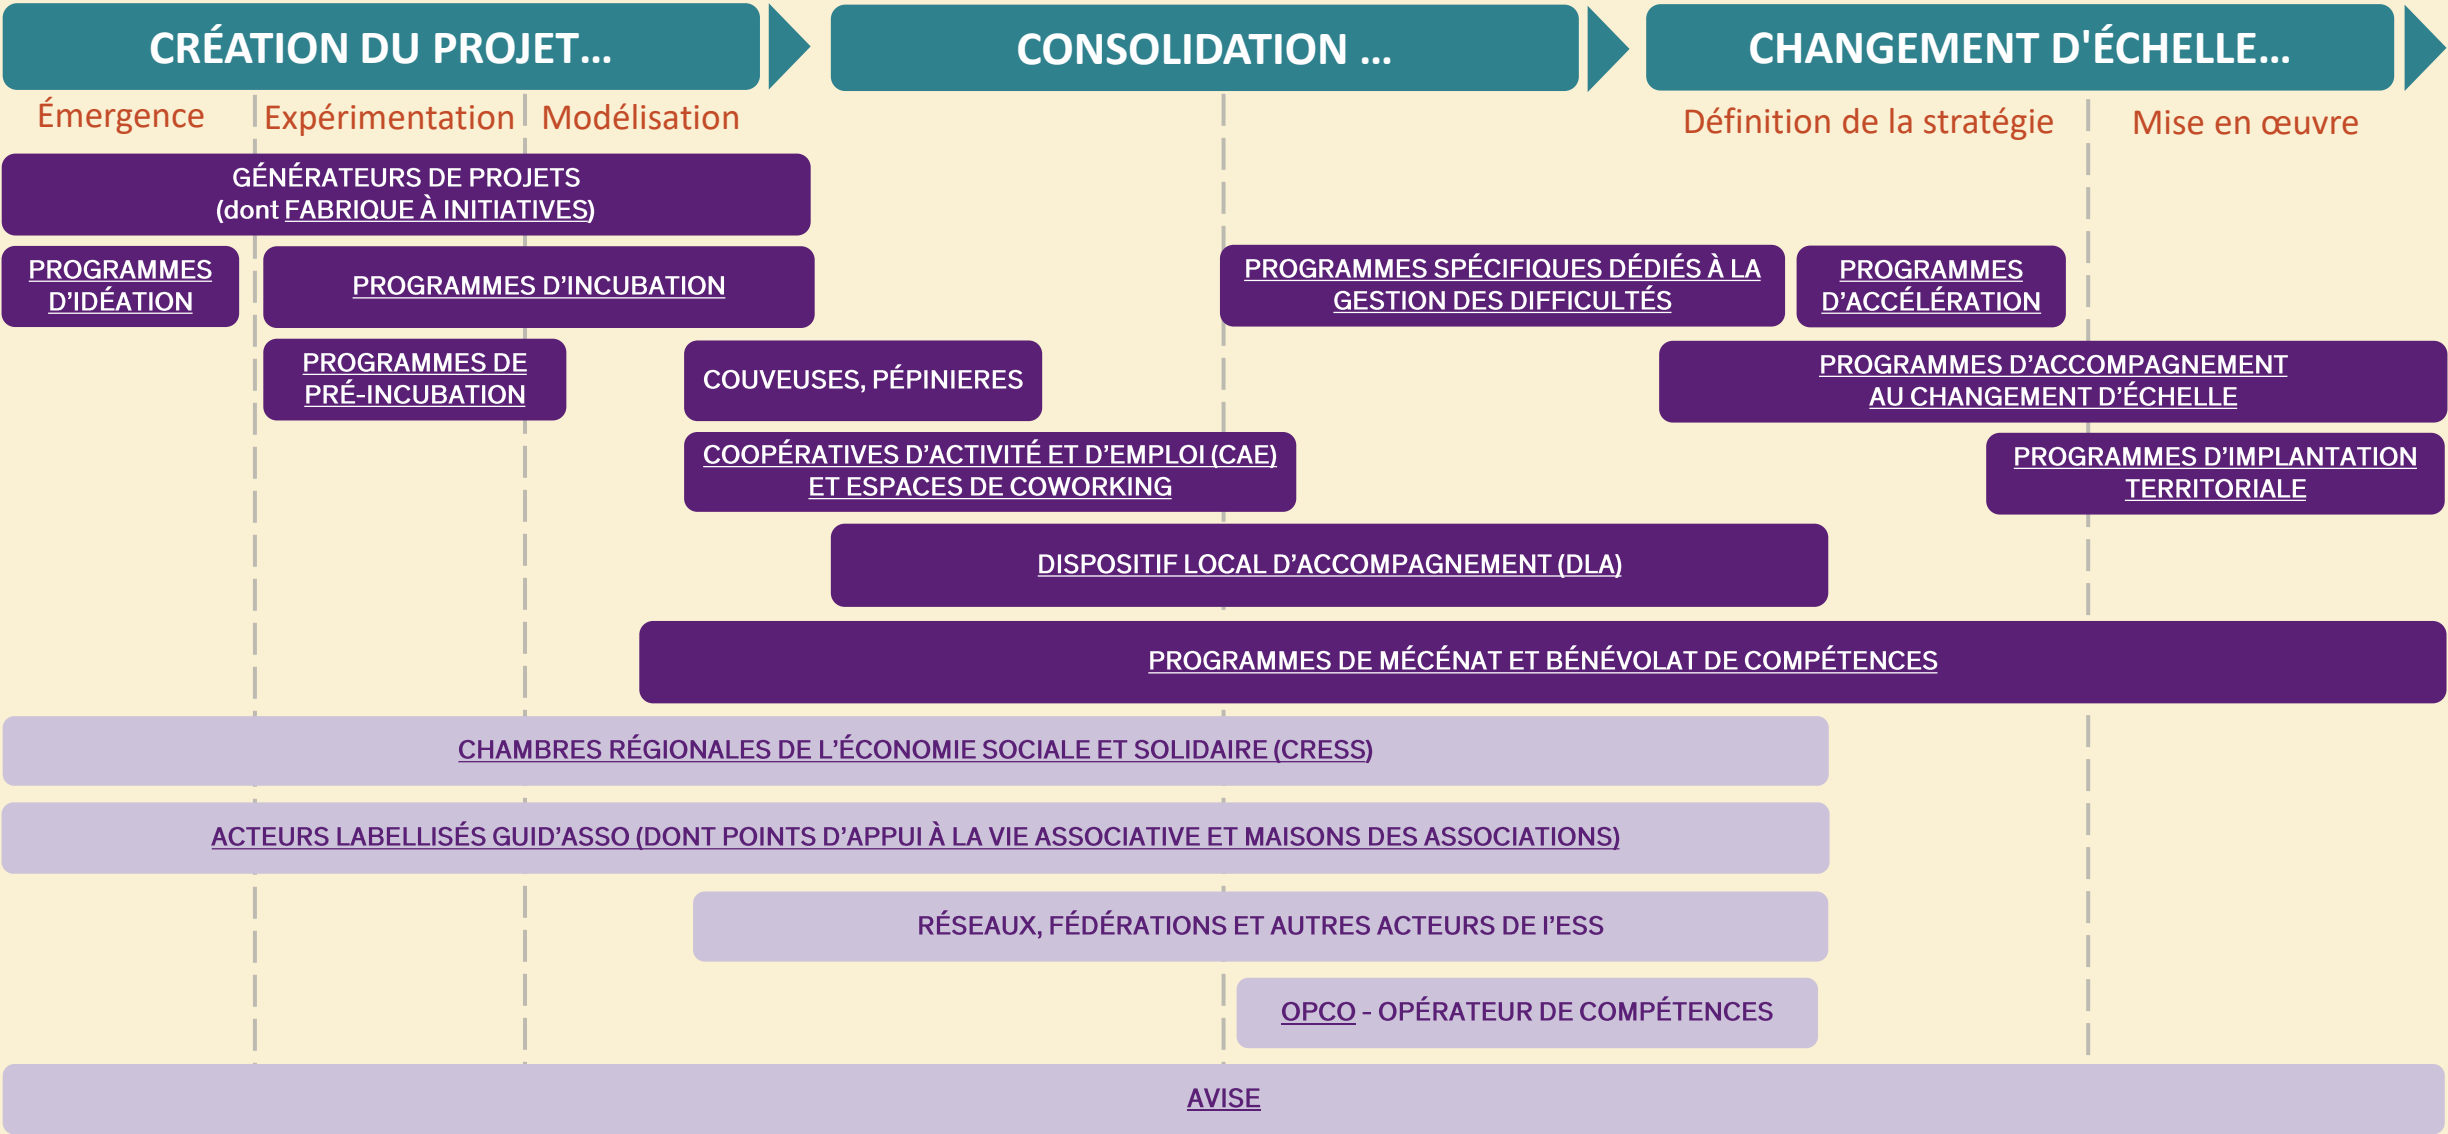 CRÉATION DU PROJET...
CONSOLIDATION ...
CHANGEMENT D'ÉCHELLE...
Émergence
Expérimentation
Modélisation
Définition de la stratégie
Mise en œuvre
GÉNÉRATEURS DE PROJETS
(dont FABRIQUE À INITIATIVES)
PROGRAMMES
D’IDÉATION
PROGRAMMES D’INCUBATION
PROGRAMMES SPÉCIFIQUES DÉDIÉS À LA
GESTION DES DIFFICULTÉS
PROGRAMMES
D’ACCÉLÉRATION
PROGRAMMES DE
PRÉ-INCUBATION
COUVEUSES, PÉPINIERES
PROGRAMMES D’ACCOMPAGNEMENT
AU CHANGEMENT D’ÉCHELLE
COOPÉRATIVES D’ACTIVITÉ ET D’EMPLOI (CAE)
ET ESPACES DE COWORKING
PROGRAMMES D’IMPLANTATION
TERRITORIALE
DISPOSITIF LOCAL D’ACCOMPAGNEMENT (DLA)
PROGRAMMES DE MÉCÉNAT ET BÉNÉVOLAT DE COMPÉTENCES
CHAMBRES RÉGIONALES DE L’ÉCONOMIE SOCIALE ET SOLIDAIRE (CRESS)
ACTEURS LABELLISÉS GUID’ASSO (DONT POINTS D’APPUI À LA VIE ASSOCIATIVE ET MAISONS DES ASSOCIATIONS)
RÉSEAUX, FÉDÉRATIONS ET AUTRES ACTEURS DE l’ESS
OPCO - OPÉRATEUR DE COMPÉTENCES
AVISE